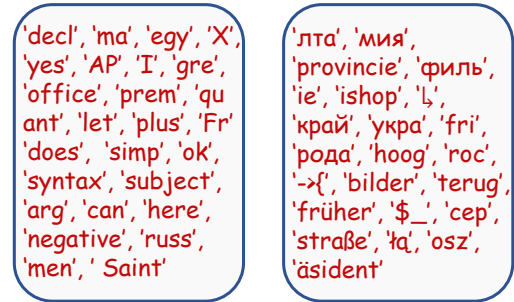 'decl', 'ma', 'egy', 'X',
'yes', 'AP', 'I', 'gre',
'office', 'prem', 'qu
ant', 'let', 'plus', 'Fr'
'does', 'simp', 'ok',
'syntax', 'subject',
'arg', 'can', 'here',
'negative', 'russ',
'men', ' Saint'
'лта', 'мия',
'provincie', 'филь',
'ie', 'ishop', '↳',
'край', 'укра', 'fri',
'рода', 'hoog', 'roc',
'->{', 'bilder', 'terug',
'früher', '$_', 'сер',
'straße', 'łą', 'osz',
'äsident'